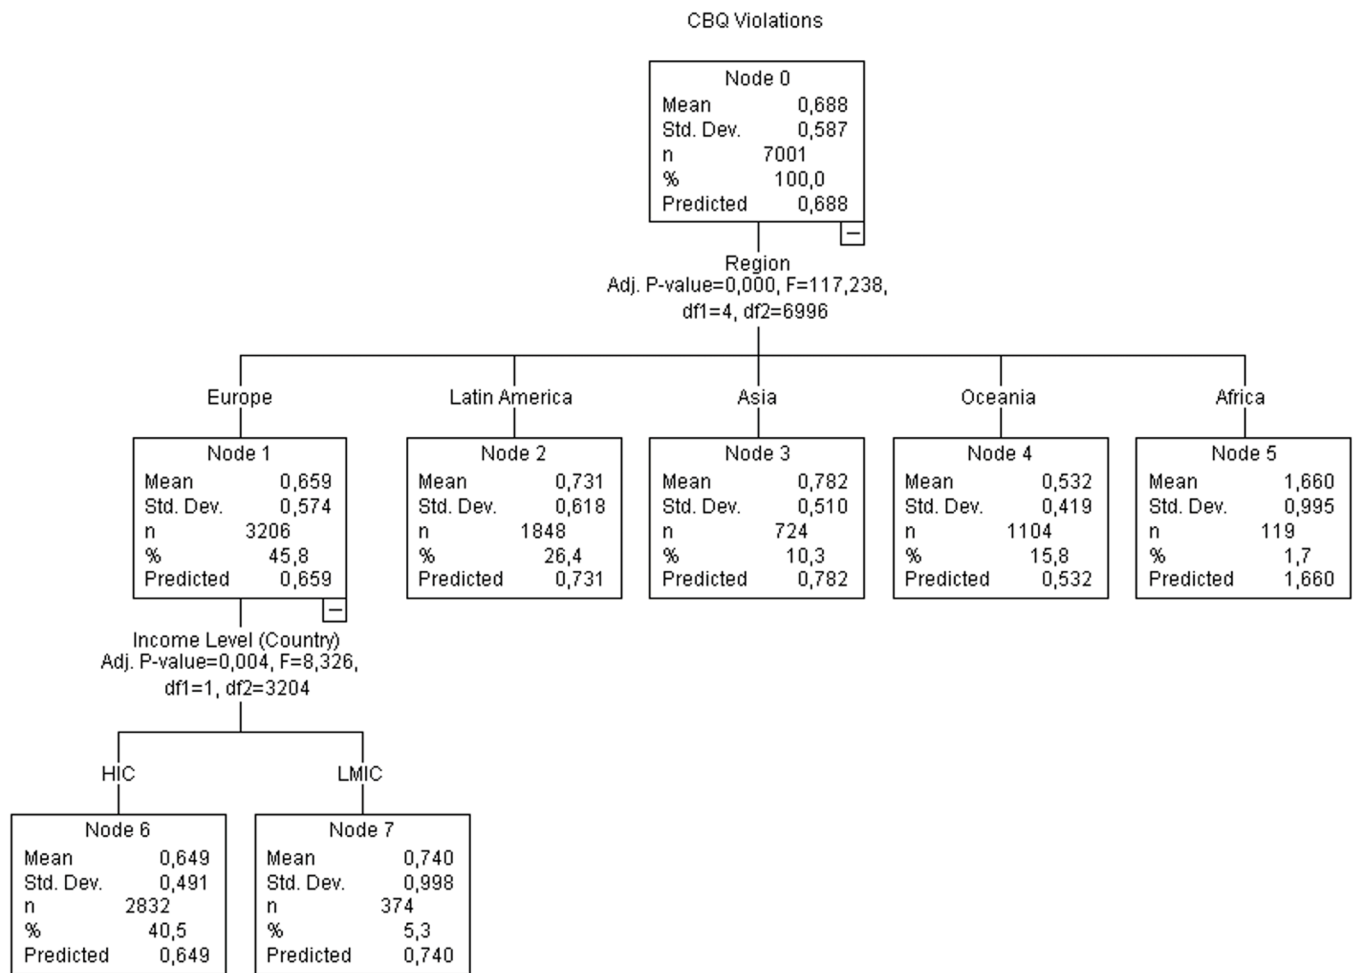 CBQ Violations
Node 0
Mean 0,688
Std. Dev. 0,587
n 7001
% 100,0
Predicted 0,688
Region
Adj. P-value=0,000, F=117,238,
df1=4, df2=6996
Europe
Latin America
Asia
Oceania
Africa
Node 1
Mean 0,659
Std. Dev. 0,574
n 3206
% 45,8
Predicted 0,659
Node 2
Mean 0,731
Std. Dev. 0,618
n 1848
% 26,4
Predicted 0,731
Node 3
Mean 0,782
Std. Dev. 0,510
n 724
% 10,3
Predicted 0,782
Node 4
Mean 0,532
Std. Dev. 0,419
n 1104
% 15,8
Predicted 0,532
Node 5
Mean 1,660
Std. Dev. 0,995
n 119
% 1,7
Predicted 1,660
Income Level (Country)
Adj. P-value=0,004, F=8,326,
df1=1, df2=3204
HIC
LMIC
Node 6
Mean 0,649
Std. Dev. 0,491
n 2832
% 40,5
Predicted 0,649
Node 7
Mean 0,740
Std. Dev. 0,998
n 374
% 5,3
Predicted 0,740